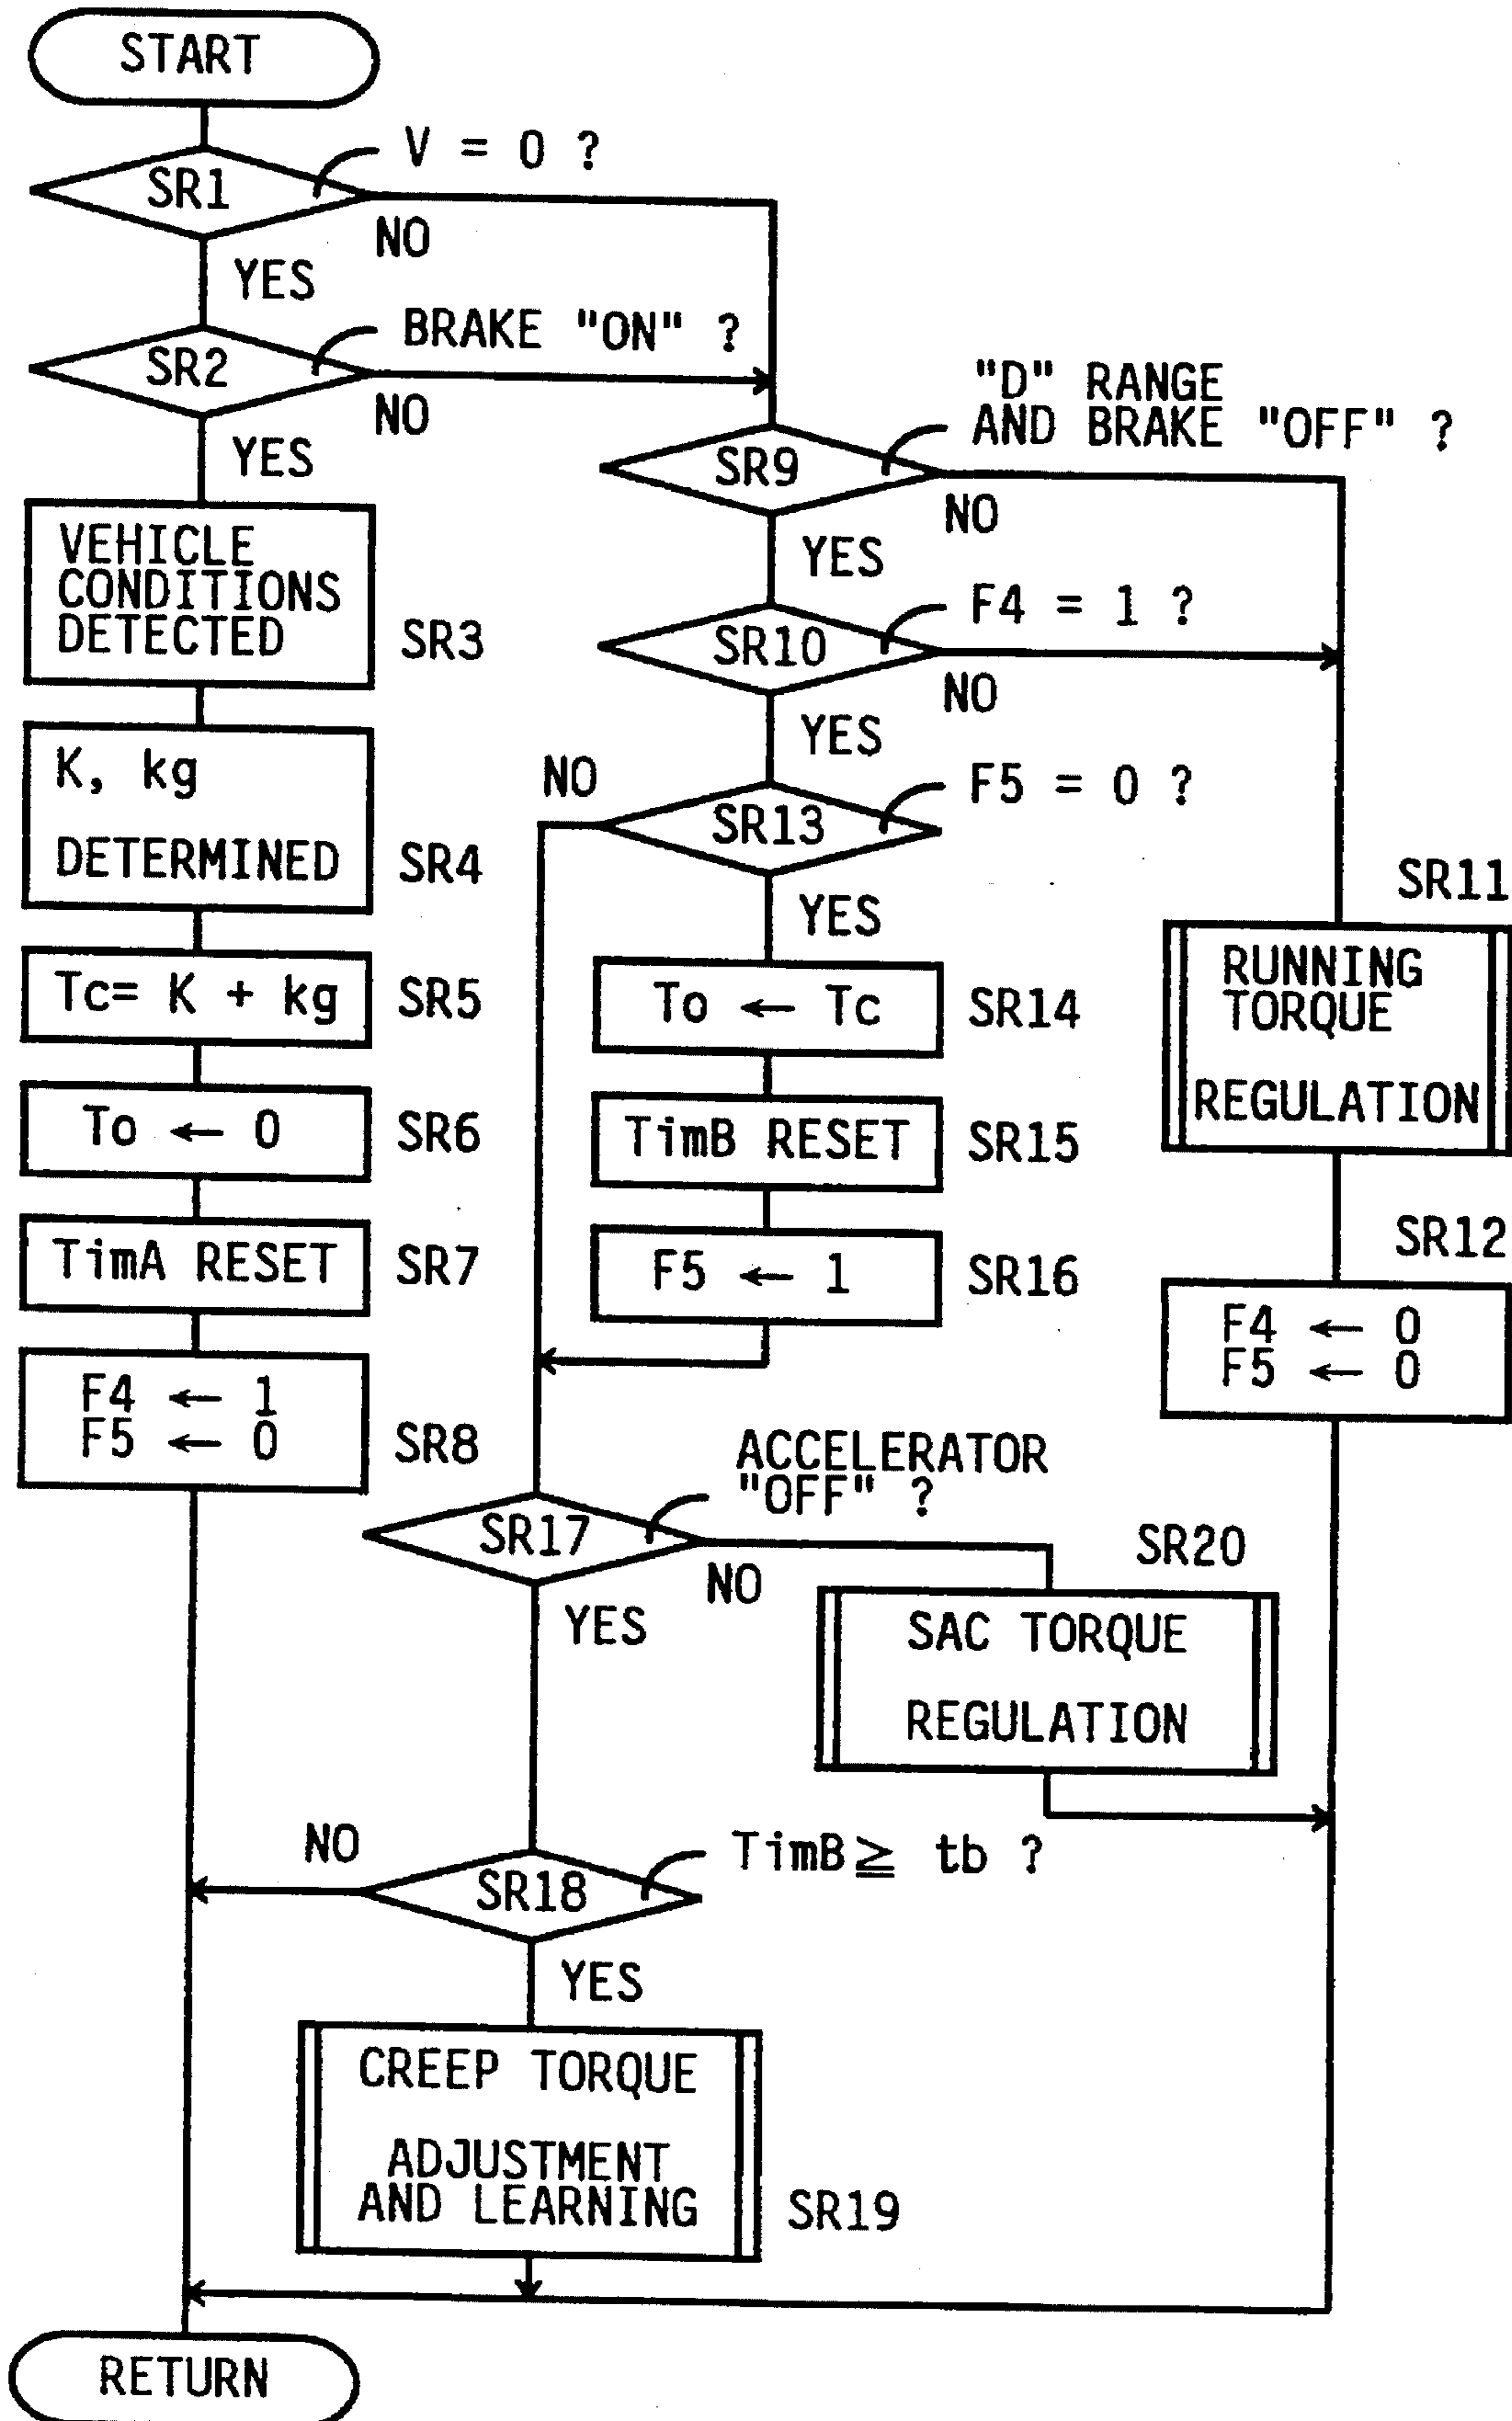 START
V = 0 ?
SR1
NO
YES
BRAKE "ON" ?
SR2
NO
YES
VEHICLE
CONDITIONS
DETECTED
SR3
K, kg
DETERMINED
SR4
Tc= K + kg
SR5
To ← 0
SR6
TimA RESET
SR7
F4 ← 1
F5 ← 0
SR8
"D" RANGE
AND BRAKE "OFF" ?
SR9
NO
YES
F4 = 1 ?
SR10
NO
YES
F5 = 0 ?
NO
SR13
YES
To ← Tc
SR14
TimB RESET
SR15
F5 ← 1
SR16
SR11
RUNNING
TORQUE
REGULATION
SR12
F4 ← 0
F5 ← 0
ACCELERATOR
"OFF" ?
SR17
NO
YES
SR20
SAC TORQUE
REGULATION
TimB ≧ tb ?
NO
SR18
YES
CREEP TORQUE
ADJUSTMENT
AND LEARNING
SR19
RETURN